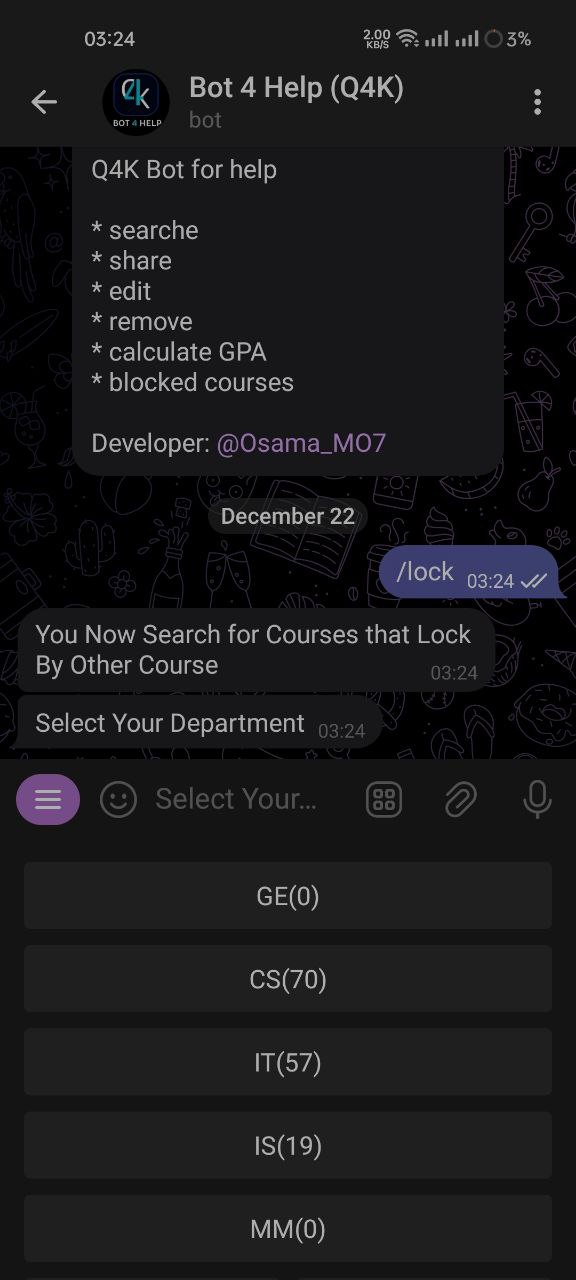 03:24 2.00 KB/S 3%
Bot 4 Help (Q4K)
bot
4k
BOT 4 HELP
Q4K Bot for help
* searche
* share
* edit
* remove
* calculate GPA
* blocked courses
Developer: @Osama_MO7
December 22
/lock 03:24
You Now Search for Courses that Lock
By Other Course 03:24
Select Your Department 03:24
Select Your...
GE(0)
CS(70)
IT(57)
IS(19)
MM(0)